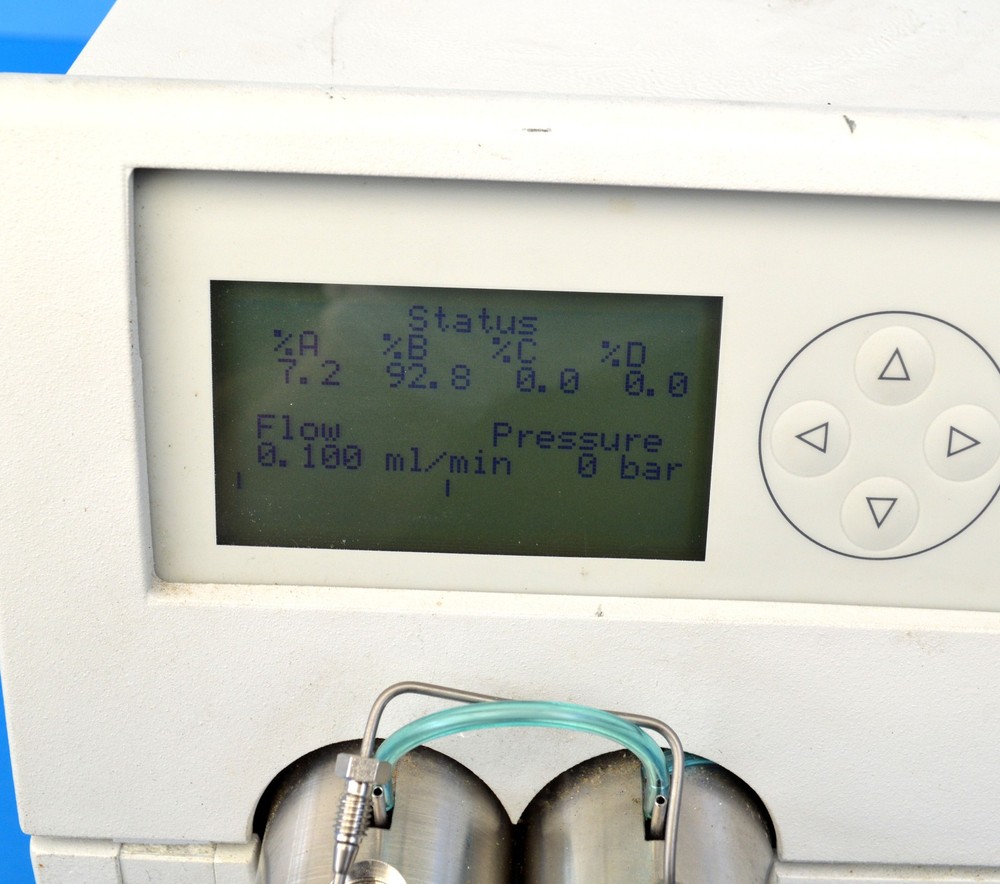 Status
%A %B %C %D
7.2 92.8 0.0 0.0
Flow Pressure
0.100 ml/min 0 bar